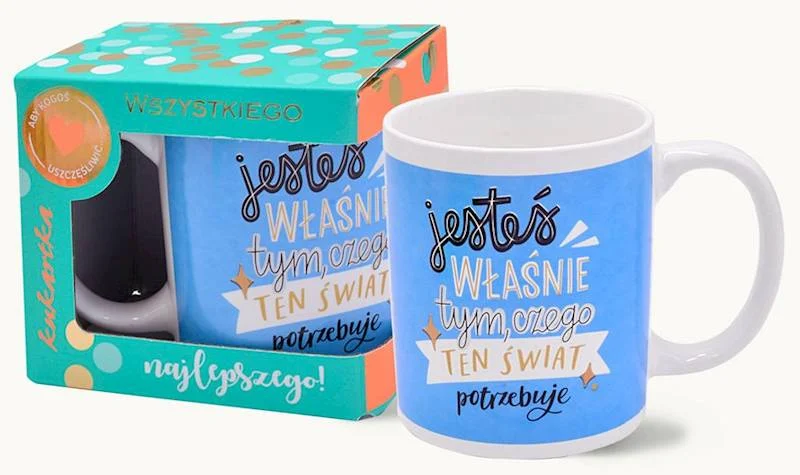 WSZYSTKIEGO
ABY KOGOŚ
USZCZĘŚLIWIĆ...
kukartka
jesteś
WŁAŚNIE
tym, czego
TEN ŚWIAT
potrzebuje
najlepszego!
jesteś
WŁAŚNIE
tym, czego
TEN ŚWIAT
potrzebuje